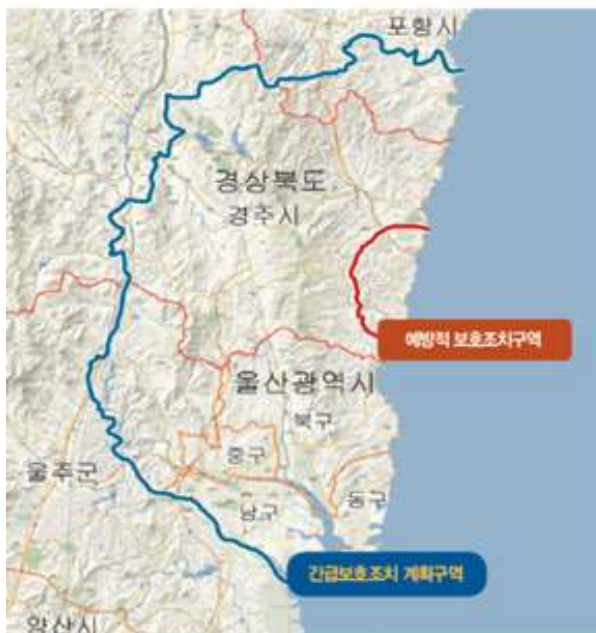 포항시
경상북도
경주시
예방적 보호조치구역
울산광역시
북구
중구
울주군
동구
남구
긴급보호조치 계획구역
양산시